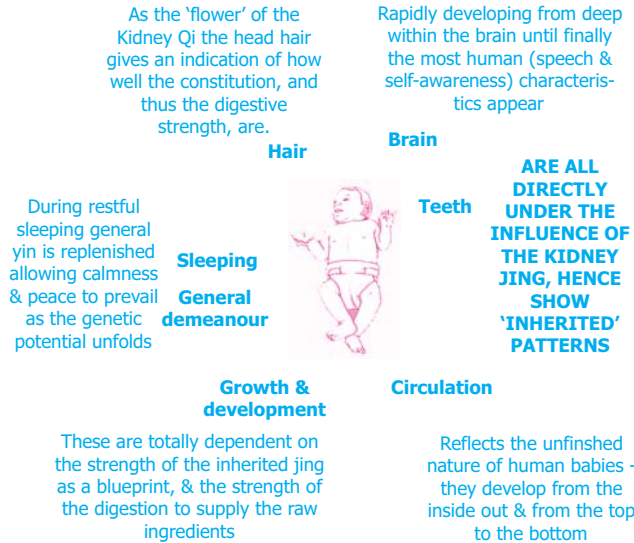 As the ‘flower’ of the
Kidney Qi the head hair
gives an indication of how
well the constitution, and
thus the digestive
strength, are.
Hair
Rapidly developing from deep
within the brain until finally
the most human (speech &
self-awareness) characteris-
tics appear
Brain
During restful
sleeping general
yin is replenished
allowing calmness
& peace to prevail
as the genetic
potential unfolds
Sleeping
General
demeanour
Teeth
ARE ALL
DIRECTLY
UNDER THE
INFLUENCE OF
THE KIDNEY
JING, HENCE
SHOW
‘INHERITED’
PATTERNS
Growth &
development
These are totally dependent on
the strength of the inherited jing
as a blueprint, & the strength of
the digestion to supply the raw
ingredients
Circulation
Reflects the unfinshed
nature of human babies -
they develop from the
inside out & from the top
to the bottom